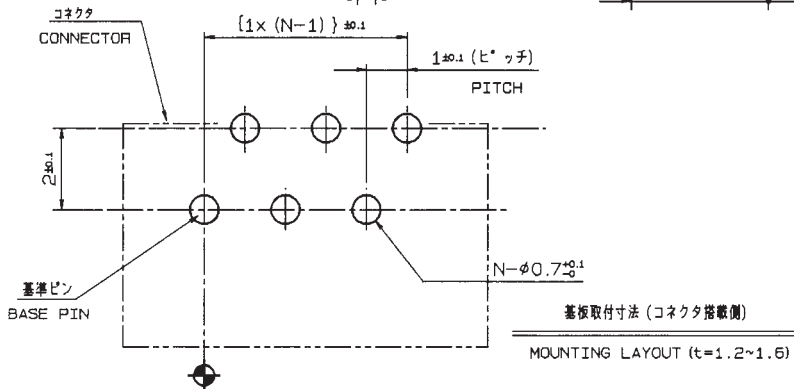 コネクタ
CONNECTOR
{1×(N-1)}±0.1
1±0.1(ピッチ)
PITCH
2±0.1
N-φ0.7+0.1 -0
基準ピン
BASE PIN
基板取付寸法(コネクタ搭載側)
MOUNTING LAYOUT (t=1.2~1.6)